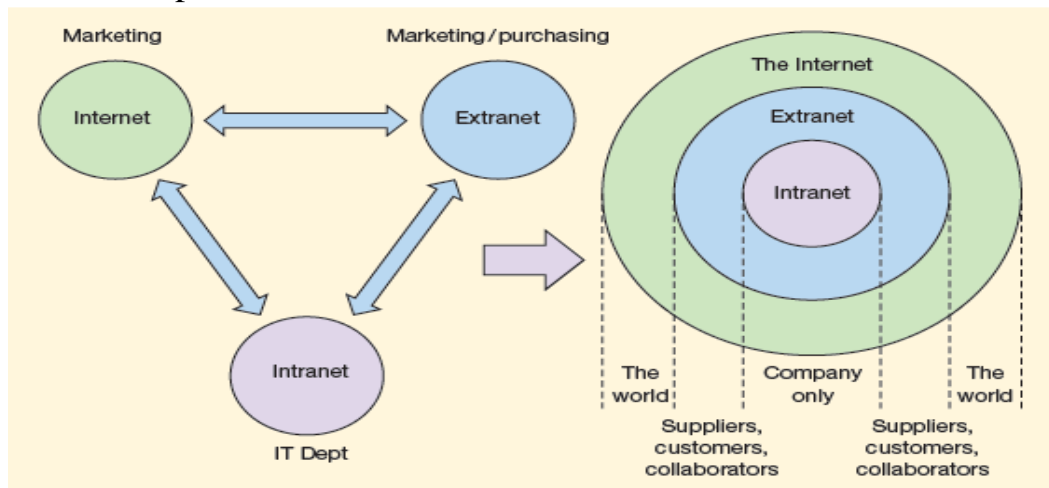 Marketing
Marketing/purchasing
Internet
Extranet
Intranet
IT Dept
The Internet
Extranet
Intranet
The
world
Suppliers,
customers,
collaborators
Company
only
Suppliers,
customers,
collaborators
The
world